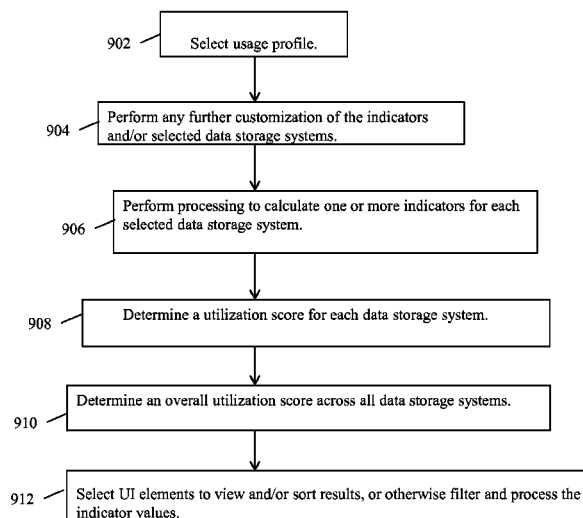 902
Select usage profile.
904
Perform any further customization of the indicators
and/or selected data storage systems.
906
Perform processing to calculate one or more indicators for each
selected data storage system.
908
Determine a utilization score for each data storage system.
910
Determine an overall utilization score across all data storage systems.
912
Select UI elements to view and/or sort results, or otherwise filter and process the
indicator values.